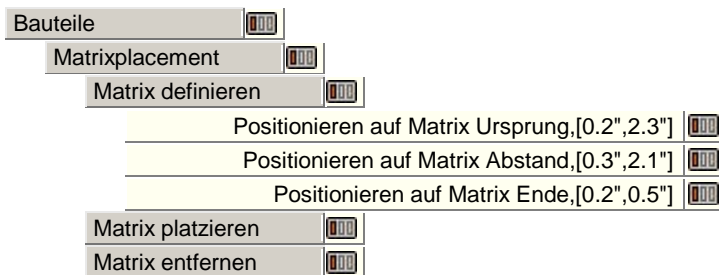 Bauteile
Matrixplacement
Matrix definieren
Positionieren auf Matrix Ursprung,[0.2",2.3"]
Positionieren auf Matrix Abstand,[0.3",2.1"]
Positionieren auf Matrix Ende,[0.2",0.5"]
Matrix platzieren
Matrix entfernen